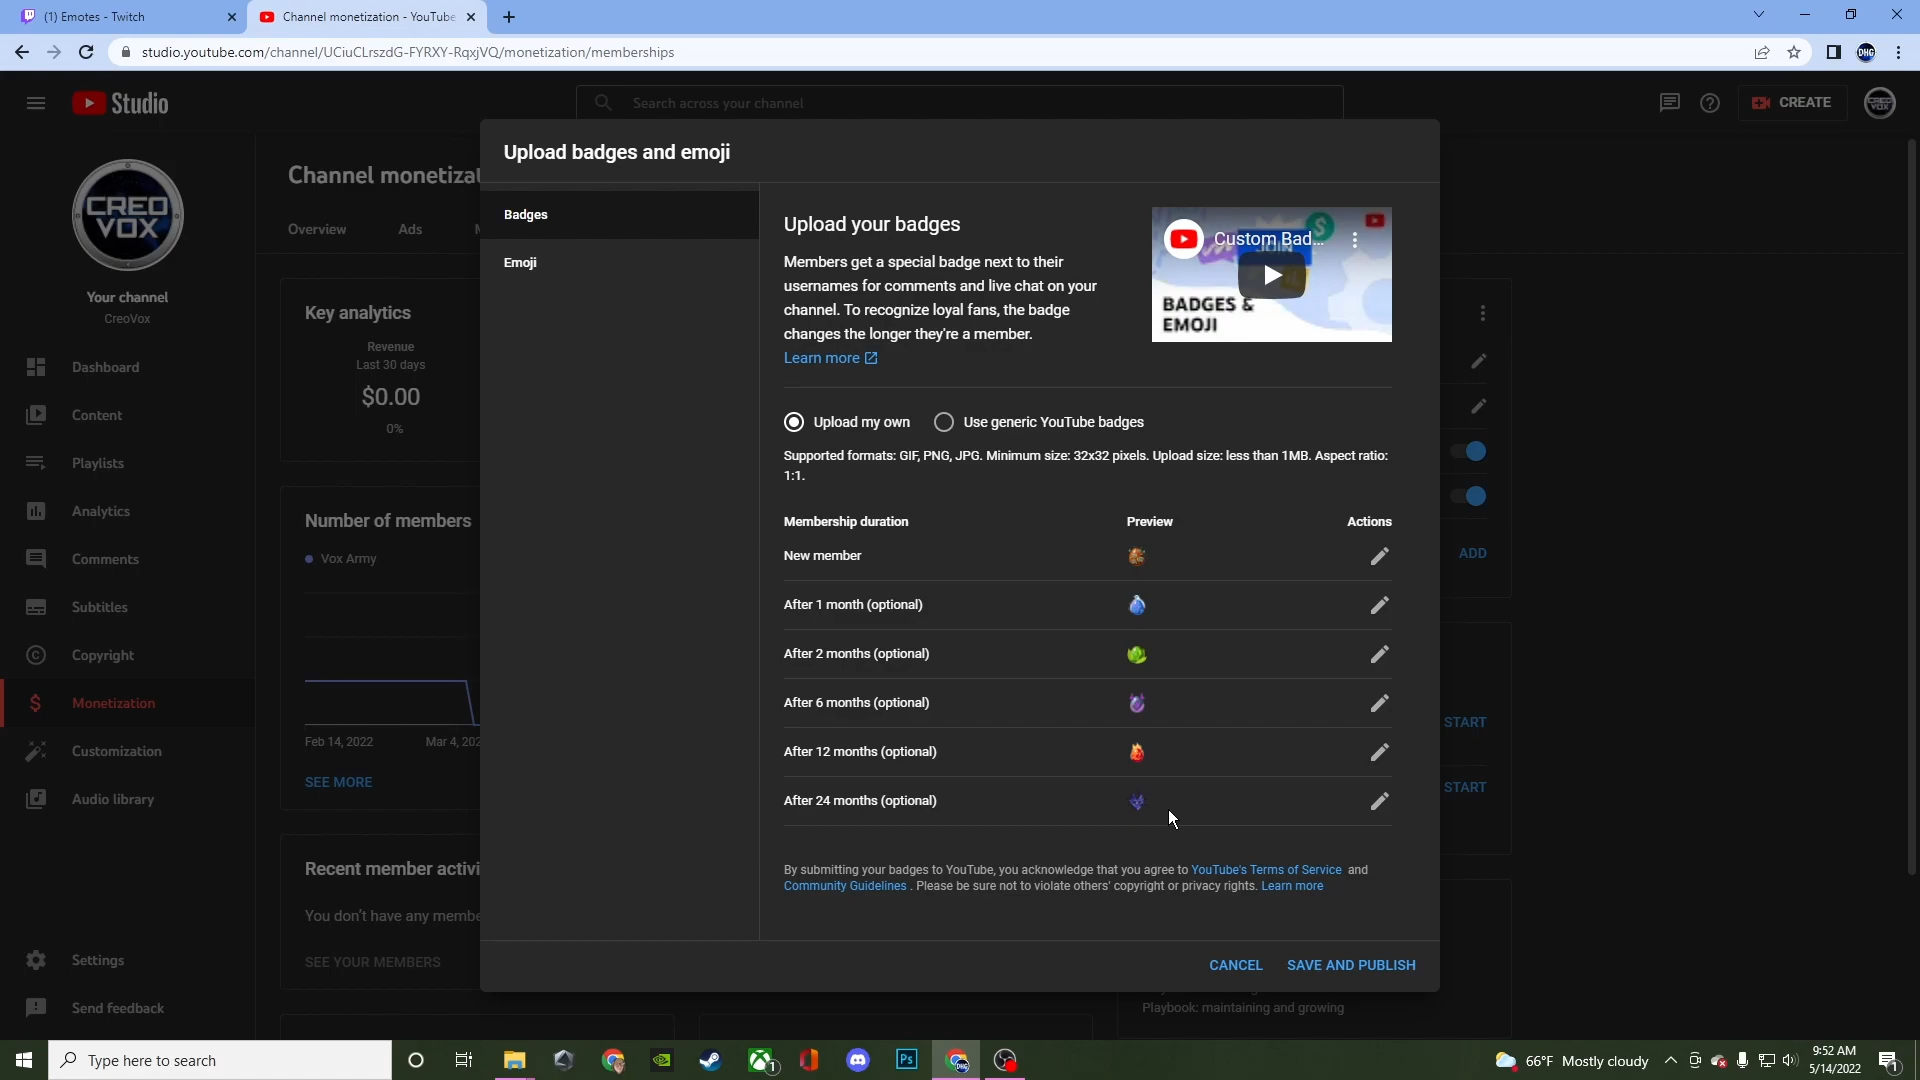 (1) Emotes - Twitch
Channel monetization - YouTube
studio.youtube.com/channel/UCiuCLrszdG-FYRXY-RqxjVQ/monetization/memberships
DHG
Studio
Search across your channel
CREATE
CREO
VOX
Your channel
CreoVox
Dashboard
Content
Playlists
Analytics
Comments
Subtitles
Copyright
Monetization
Customization
Audio library
Settings
Send feedback
Overview
Ads
Key analytics
Revenue
Last 30 days
$0.00
0%
Number of members
Vox Army
Feb 14, 2022
SEE MORE
SEE YOUR MEMBERS
Upload badges and emoji
Badges
Emoji
Upload your badges
Members get a special badge next to their
usernames for comments and live chat on your
channel. To recognize loyal fans, the badge
changes the longer they're a member.
Learn more
Custom Bad...
JOIN
BADGES &
EMOJI
Upload my own
Use generic YouTube badges
Supported formats: GIF, PNG, JPG. Minimum size: 32x32 pixels. Upload size: less than 1MB. Aspect ratio:
1:1.
Membership duration Preview Actions
New member
After 1 month (optional)
After 2 months (optional)
After 6 months (optional)
After 12 months (optional)
After 24 months (optional)
By submitting your badges to YouTube, you acknowledge that you agree to YouTube's Terms of Service and
Community Guidelines . Please be sure not to violate others' copyright or privacy rights. Learn more
CANCEL
SAVE AND PUBLISH
ADD
START
START
Playbook: maintaining and growing
Type here to search
Ps
66°F Mostly cloudy
9:52 AM
5/14/2022